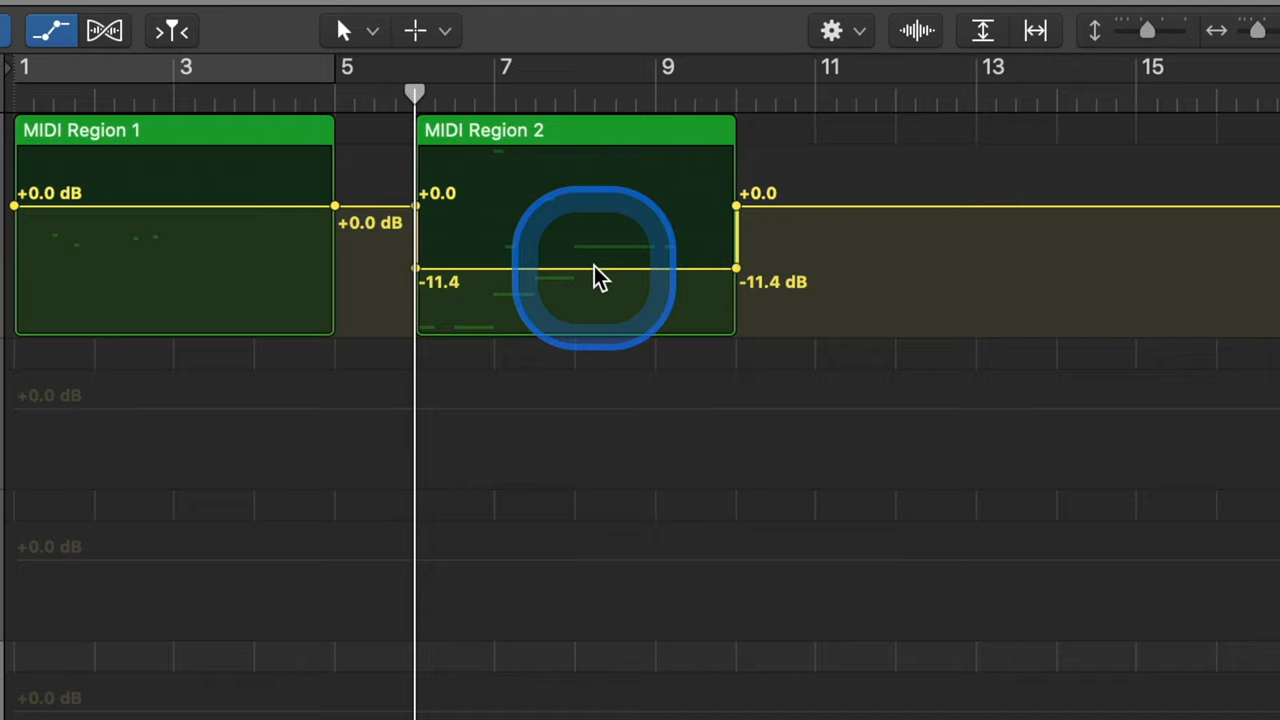 1 3 5 7 9 11 13 15
MIDI Region 1 MIDI Region 2
+0.0 dB +0.0 +0.0
+0.0 dB
-11.4 -11.4 dB
+0.0 dB
+0.0 dB
+0.0 dB